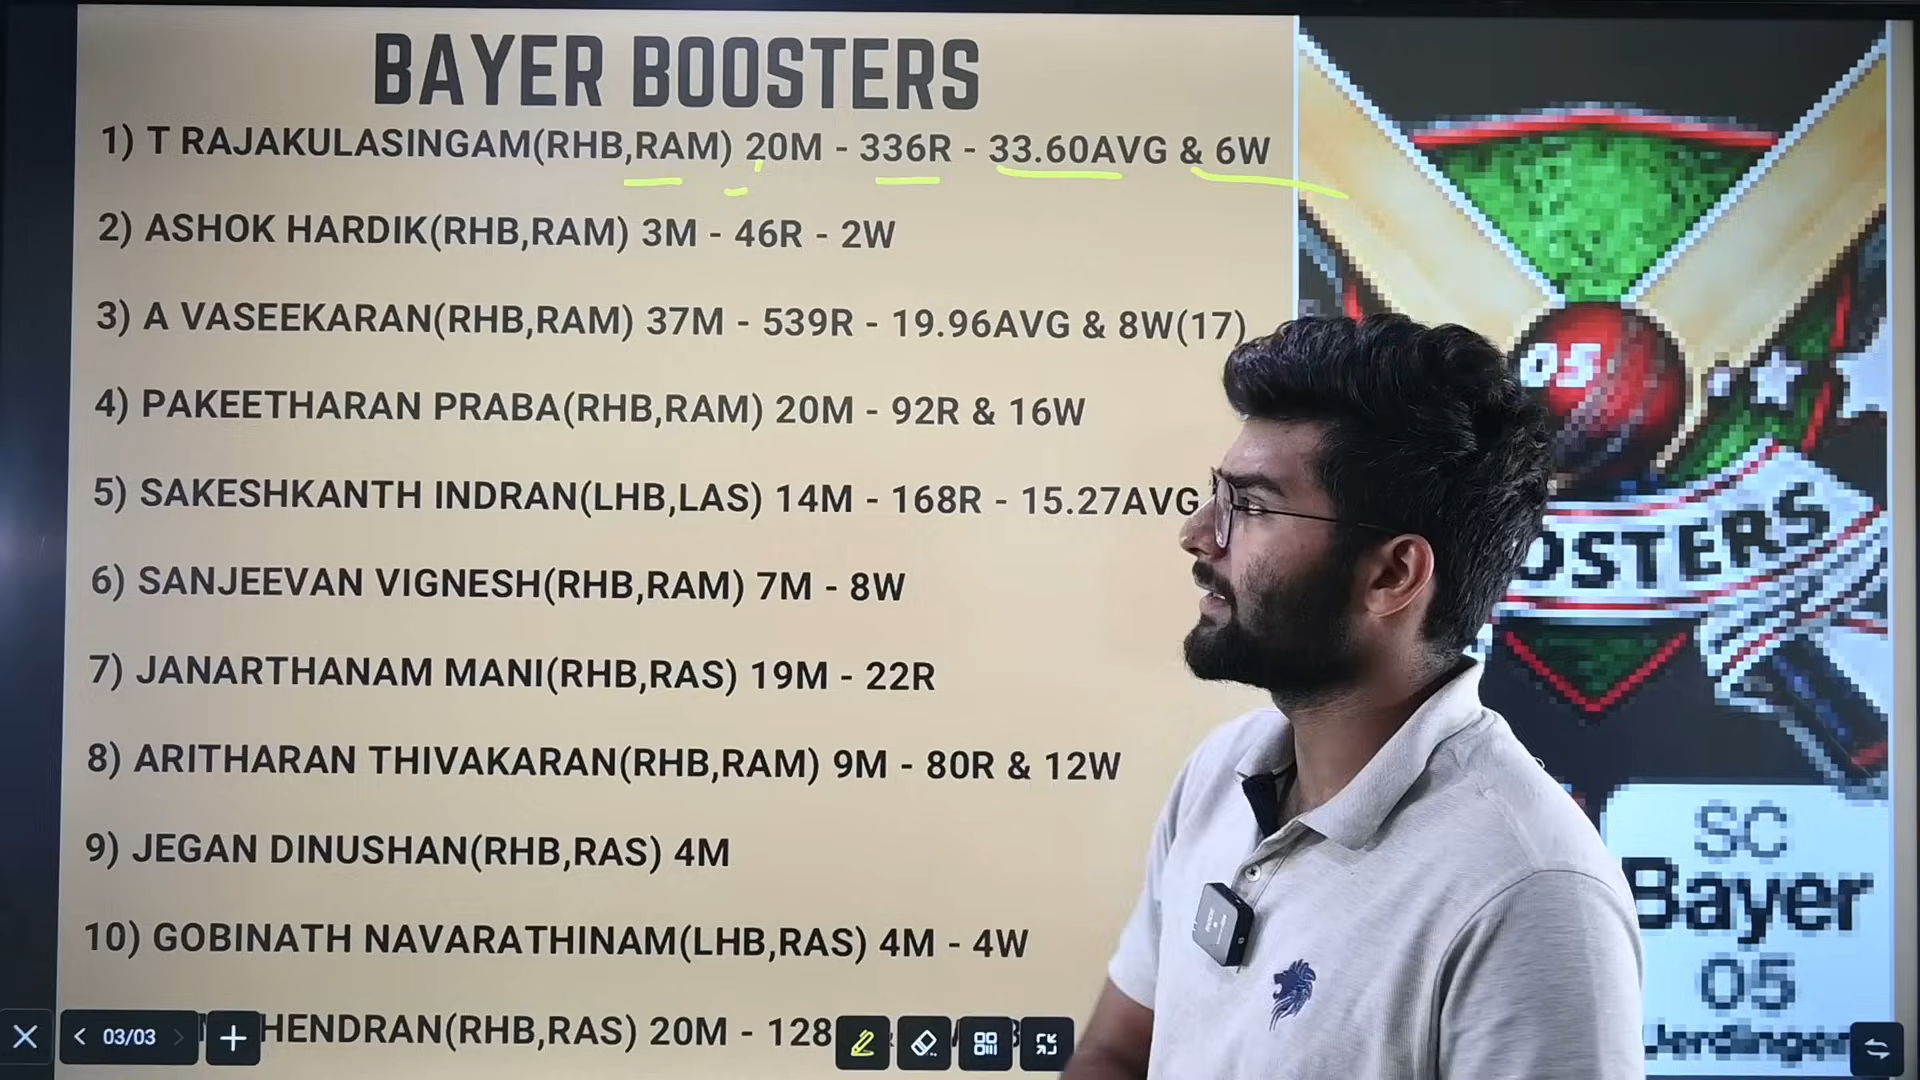 BAYER BOOSTERS
1) T RAJAKULASINGAM(RHB,RAM) 20M - 336R - 33.60AVG & 6W
2) ASHOK HARDIK(RHB,RAM) 3M - 46R - 2W
3) A VASEEKARAN(RHB,RAM) 37M - 539R - 19.96AVG & 8W(17)
4) PAKEETHARAN PRABA(RHB,RAM) 20M - 92R & 16W
5) SAKESHKANTH INDRAN(LHB,LAS) 14M - 168R - 15.27AVG
6) SANJEEVAN VIGNESH(RHB,RAM) 7M - 8W
7) JANARTHANAM MANI(RHB,RAS) 19M - 22R
8) ARITHARAN THIVAKARAN(RHB,RAM) 9M - 80R & 12W
9) JEGAN DINUSHAN(RHB,RAS) 4M
10) GOBINATH NAVARATHINAM(LHB,RAS) 4M - 4W
HENDRAN(RHB,RAS) 20M - 128
03/03
05
OSTERS
SC
Bayer
05
Uerdingen